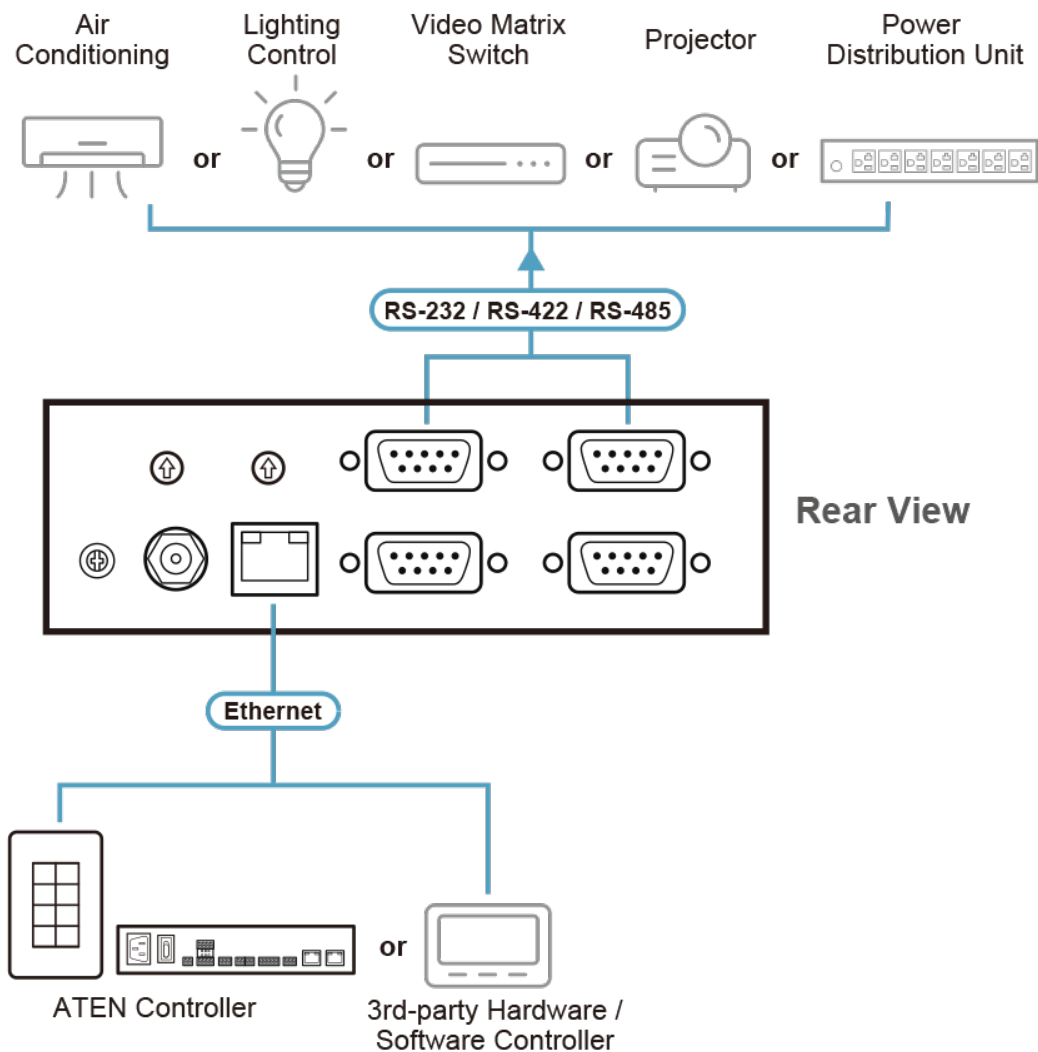 Air
Conditioning
Lighting
Control
Video Matrix
Switch
Projector
Power
Distribution Unit
or
or
or
or
RS-232 / RS-422 / RS-485
Rear View
Ethernet
or
ATEN Controller
3rd-party Hardware /
Software Controller